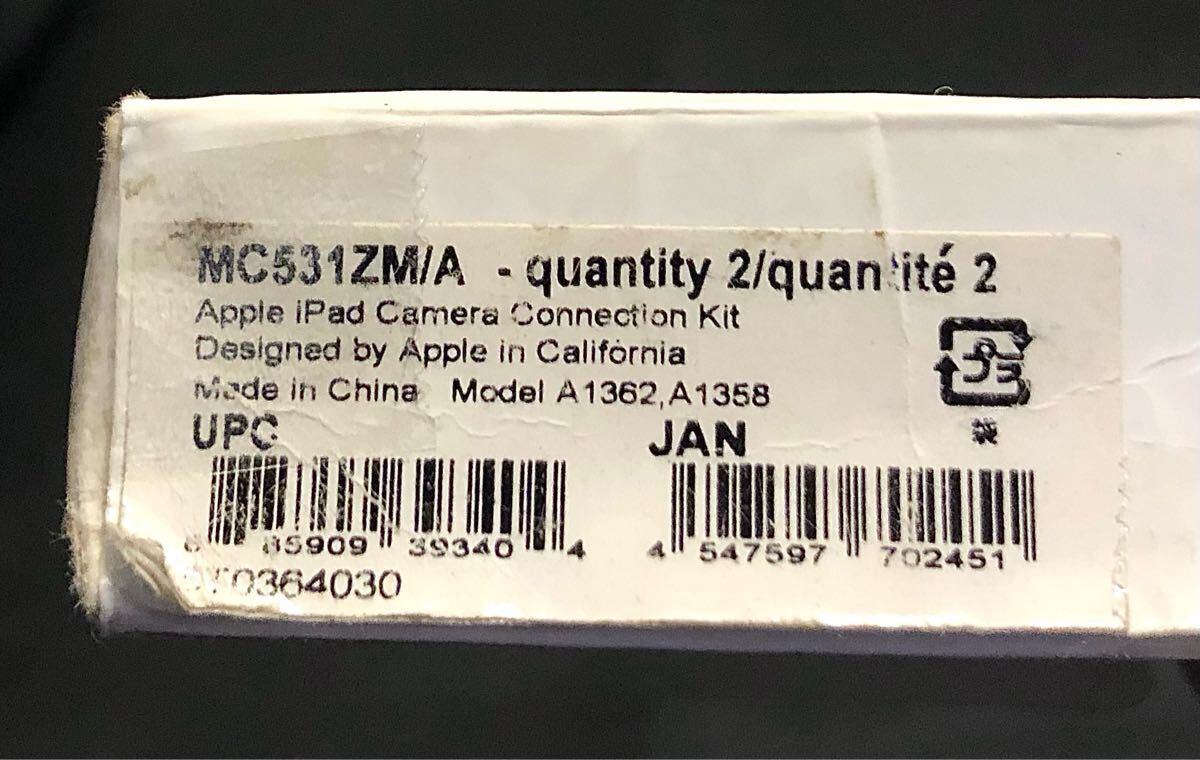 MC531ZM/A - quantity 2/quantité 2
Apple iPad Camera Connection Kit
Designed by Apple in California
Made in China Model A1362,A1358
UPC
JAN
85909 39340 4
4 547597 702451
袋